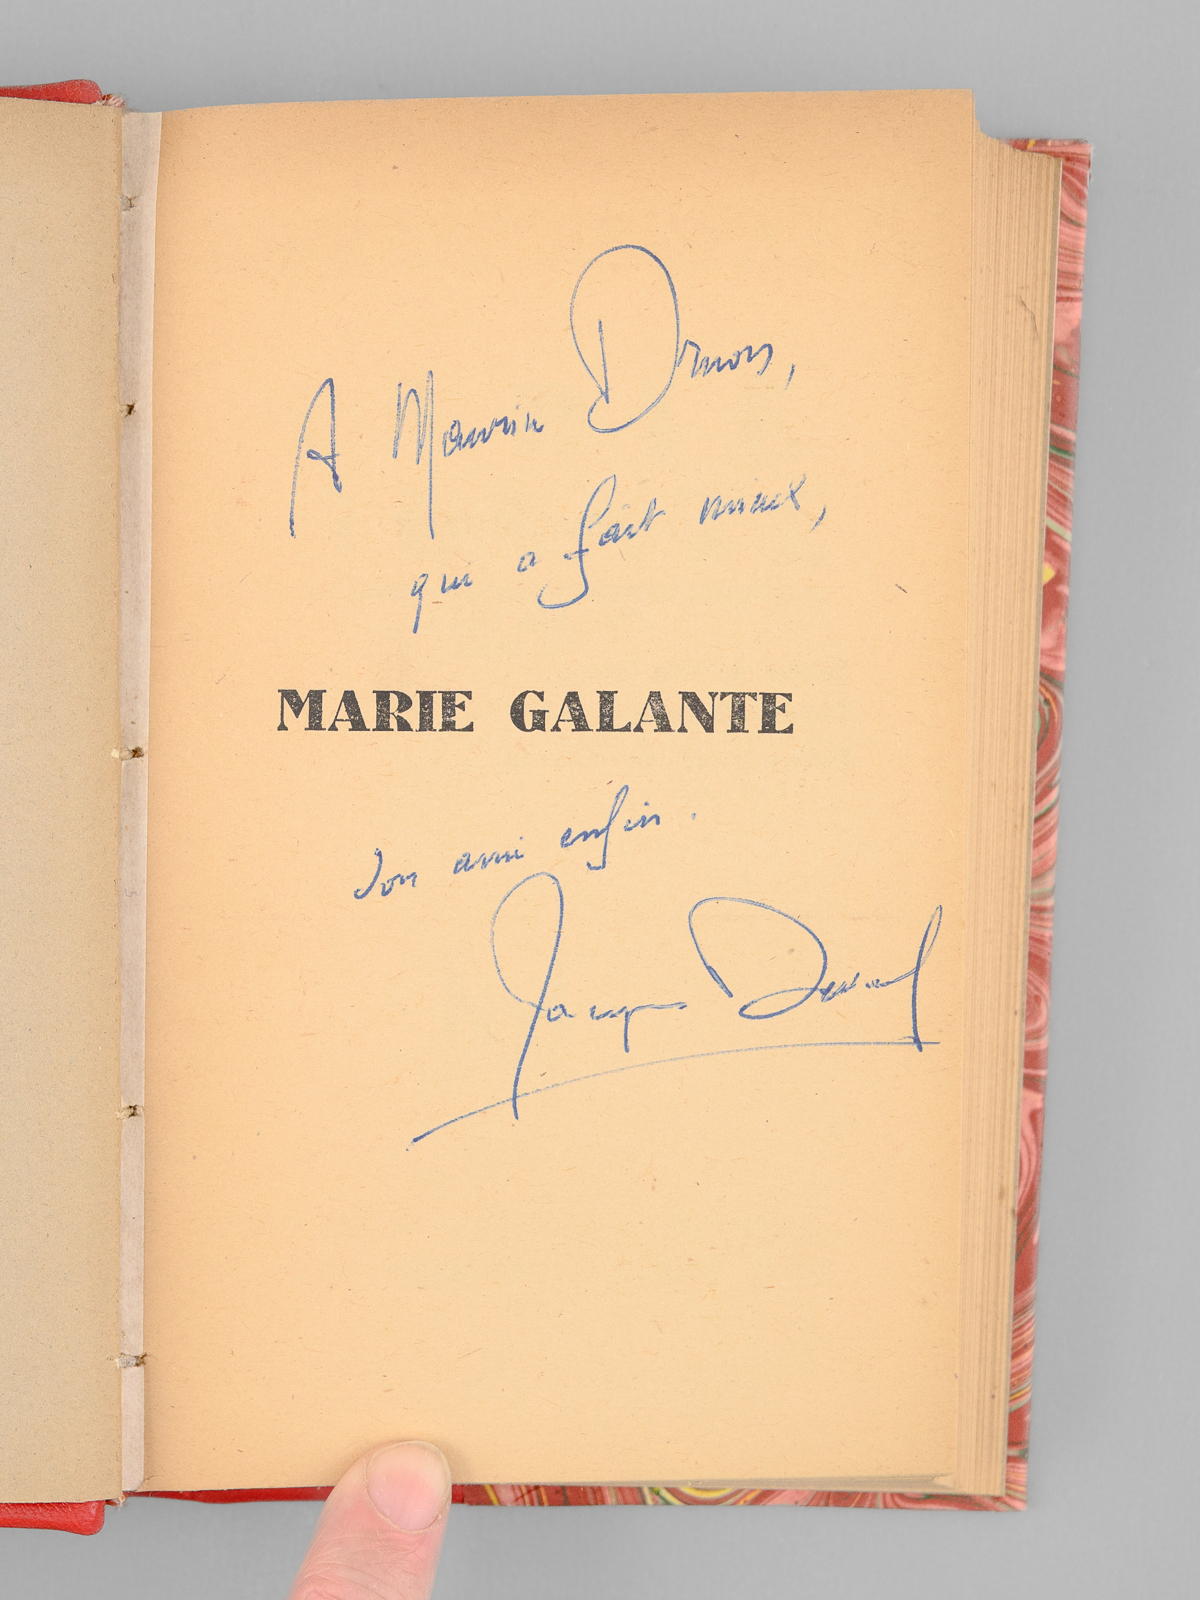 A Maurice Druon,
qui a fait mieux,
MARIE GALANTE
Son ami enfin.
Jacques Deval